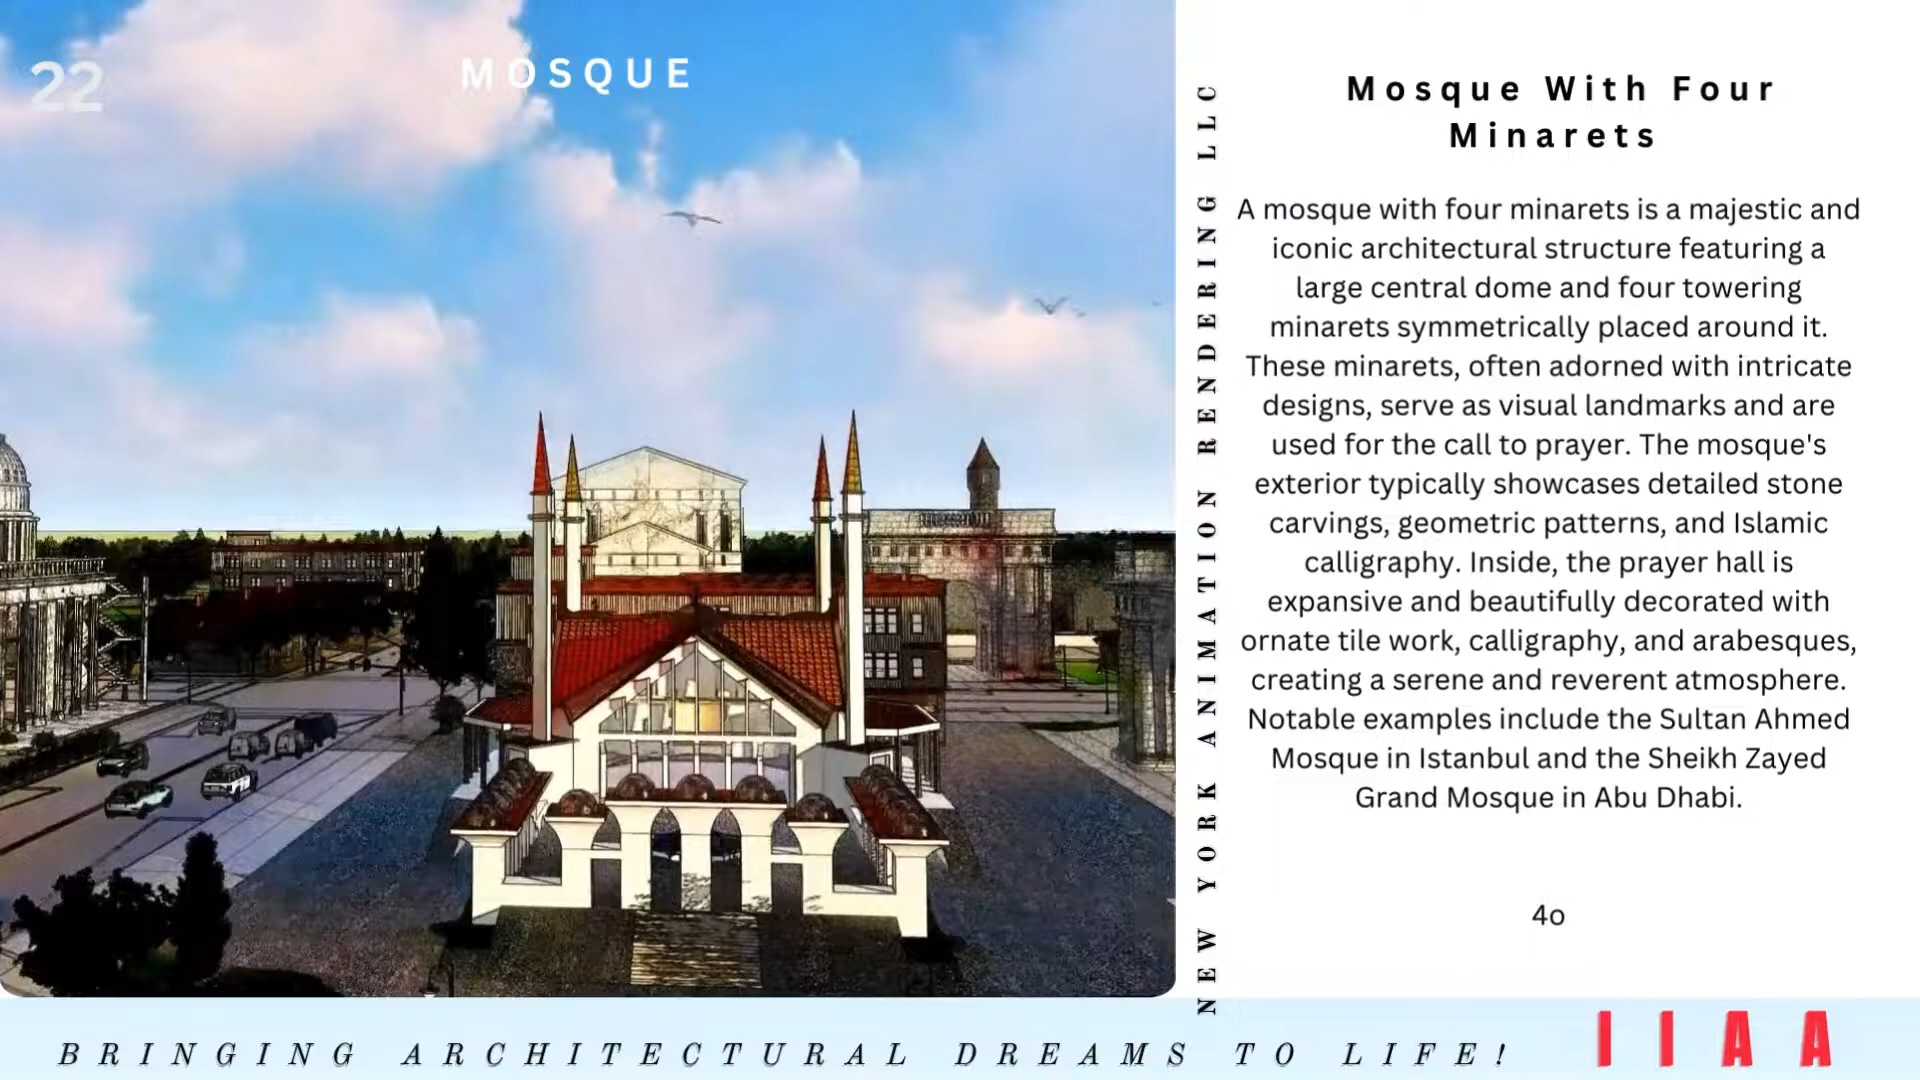 22
MOSQUE
NEW YORK ANIMATION RENDERING LLC
Mosque With Four
Minarets
A mosque with four minarets is a majestic and
iconic architectural structure featuring a
large central dome and four towering
minarets symmetrically placed around it.
These minarets, often adorned with intricate
designs, serve as visual landmarks and are
used for the call to prayer. The mosque's
exterior typically showcases detailed stone
carvings, geometric patterns, and Islamic
calligraphy. Inside, the prayer hall is
expansive and beautifully decorated with
ornate tile work, calligraphy, and arabesques,
creating a serene and reverent atmosphere.
Notable examples include the Sultan Ahmed
Mosque in Istanbul and the Sheikh Zayed
Grand Mosque in Abu Dhabi.
4o
BRINGING ARCHITECTURAL DREAMS TO LIFE!
IIAA